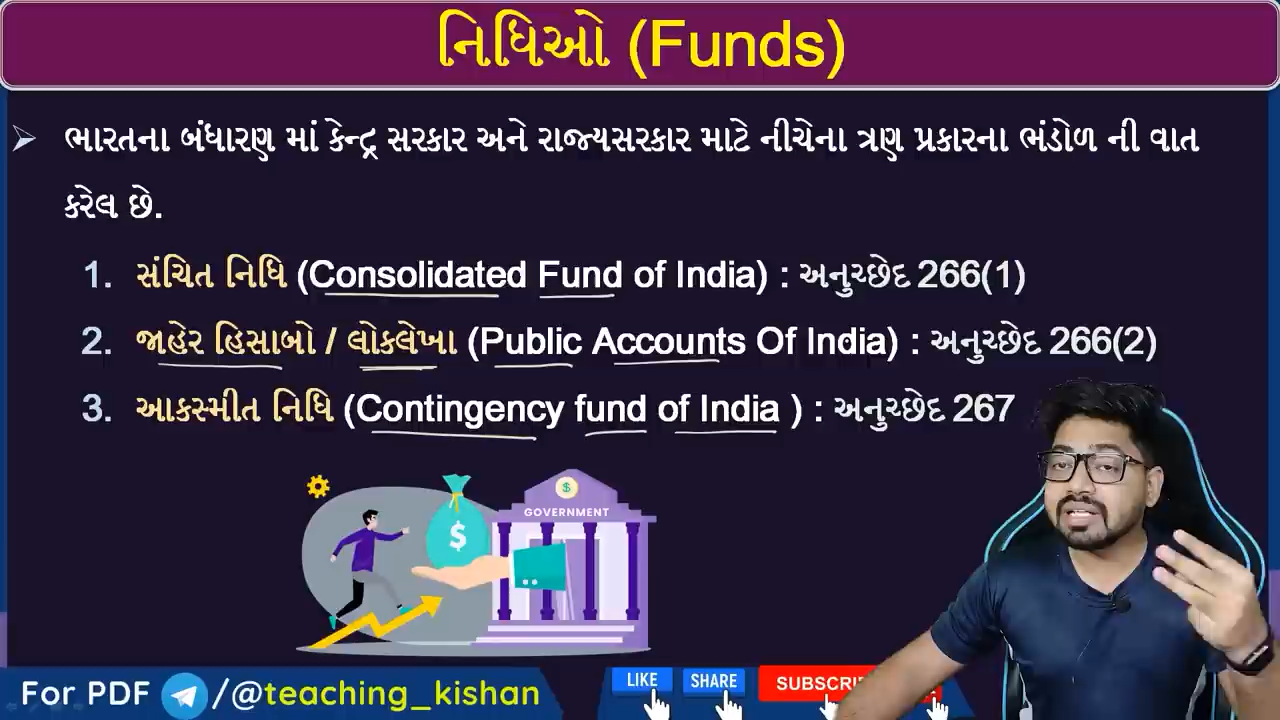 નિધિઓ (Funds)
ભારતના બંધારણ માં કેન્દ્ર સરકાર અને રાજ્યસરકાર માટે નીચેના ત્રણ પ્રકારના ભંડોળ ની વાત
કરેલ છે.
1. સંચિત નિધિ (Consolidated Fund of India) : અનુચ્છેદ 266(1)
2. જાહેર હિસાબો / લોકલેખા (Public Accounts Of India) : અનુચ્છેદ 266(2)
3. આકસ્મીત નિધિ (Contingency fund of India ) : અનુચ્છેદ 267
$
GOVERNMENT
$
For PDF /@teaching_kishan
LIKE SHARE